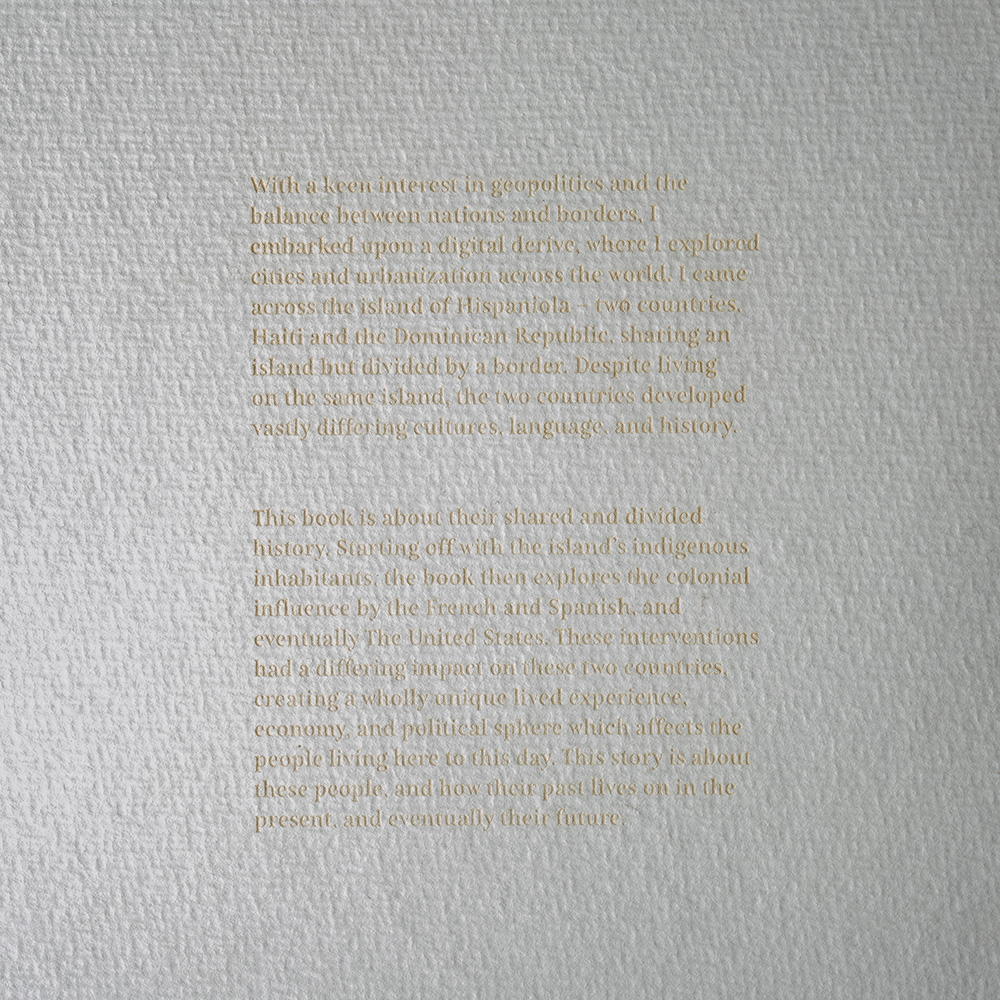 With a keen interest in geopolitics and the
balance between nations and borders, I
embarked upon a digital derive, where I explored
cities and urbanization across the world. I came
across the island of Hispaniola – two countries,
Haiti and the Dominican Republic, sharing an
island but divided by a border. Despite living
on the same island, the two countries developed
vastly differing cultures, language, and history.
This book is about their shared and divided
history. Starting off with the island's indigenous
inhabitants, the book then explores the colonial
influence by the French and Spanish, and
eventually The United States. These interventions
had a differing impact on these two countries,
creating a wholly unique lived experience,
economy, and political sphere which affects the
people living here to this day. This story is about
these people, and how their past lives on in the
present, and eventually their future.